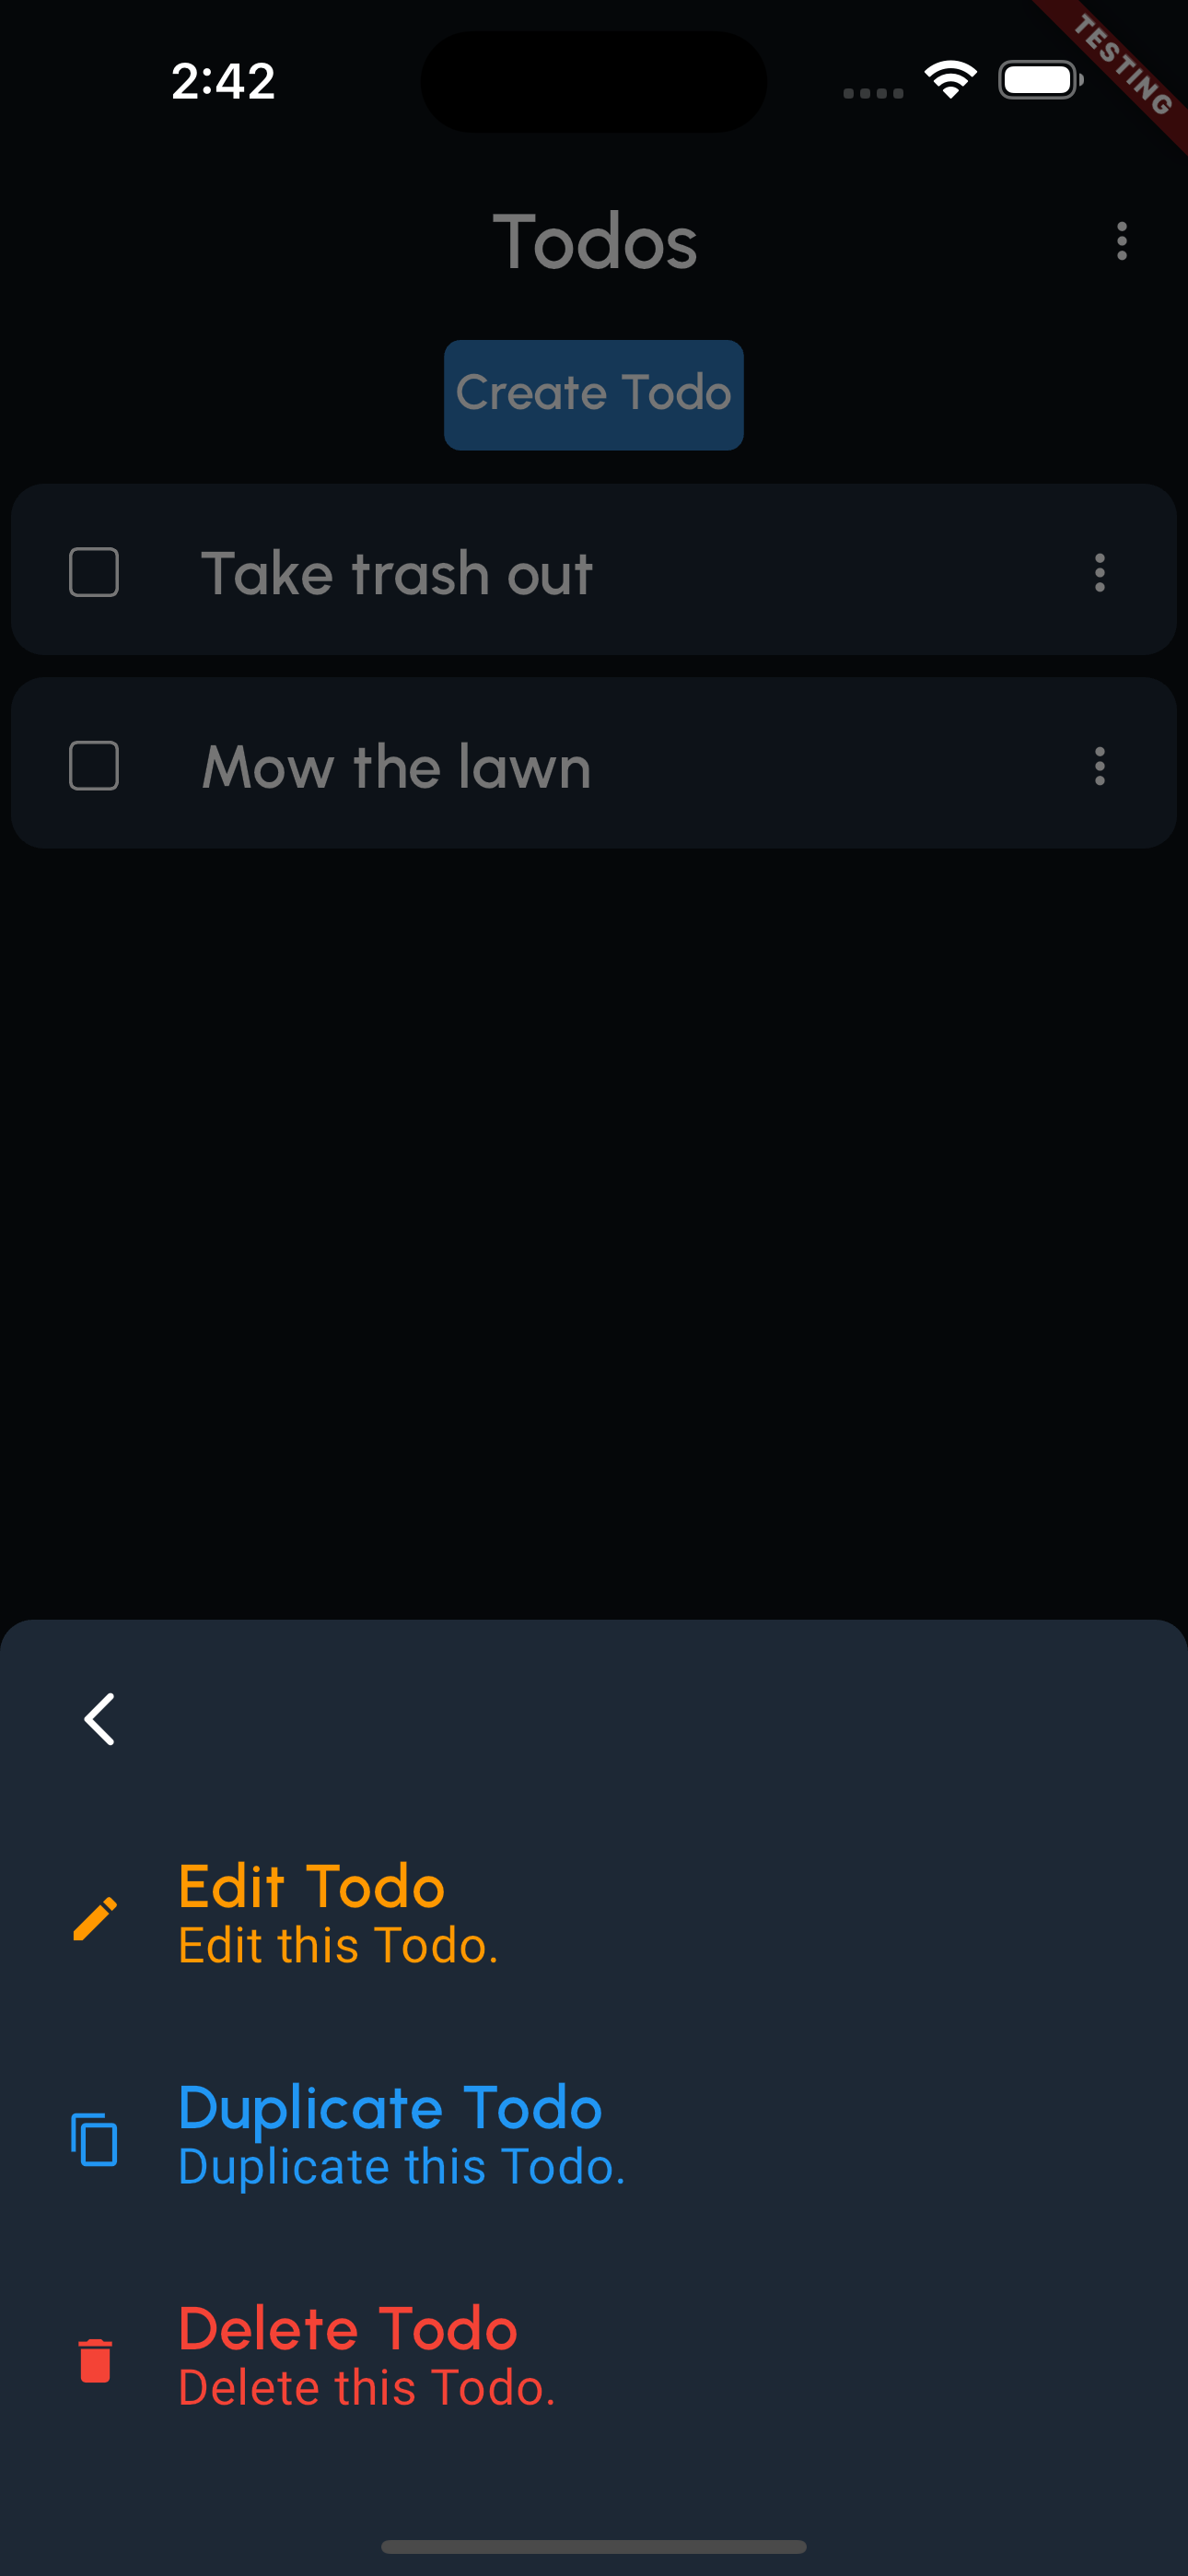 2:42
TESTING
Todos
Create Todo
Take trash out
Mow the lawn
Edit Todo
Edit this Todo.
Duplicate Todo
Duplicate this Todo.
Delete Todo
Delete this Todo.